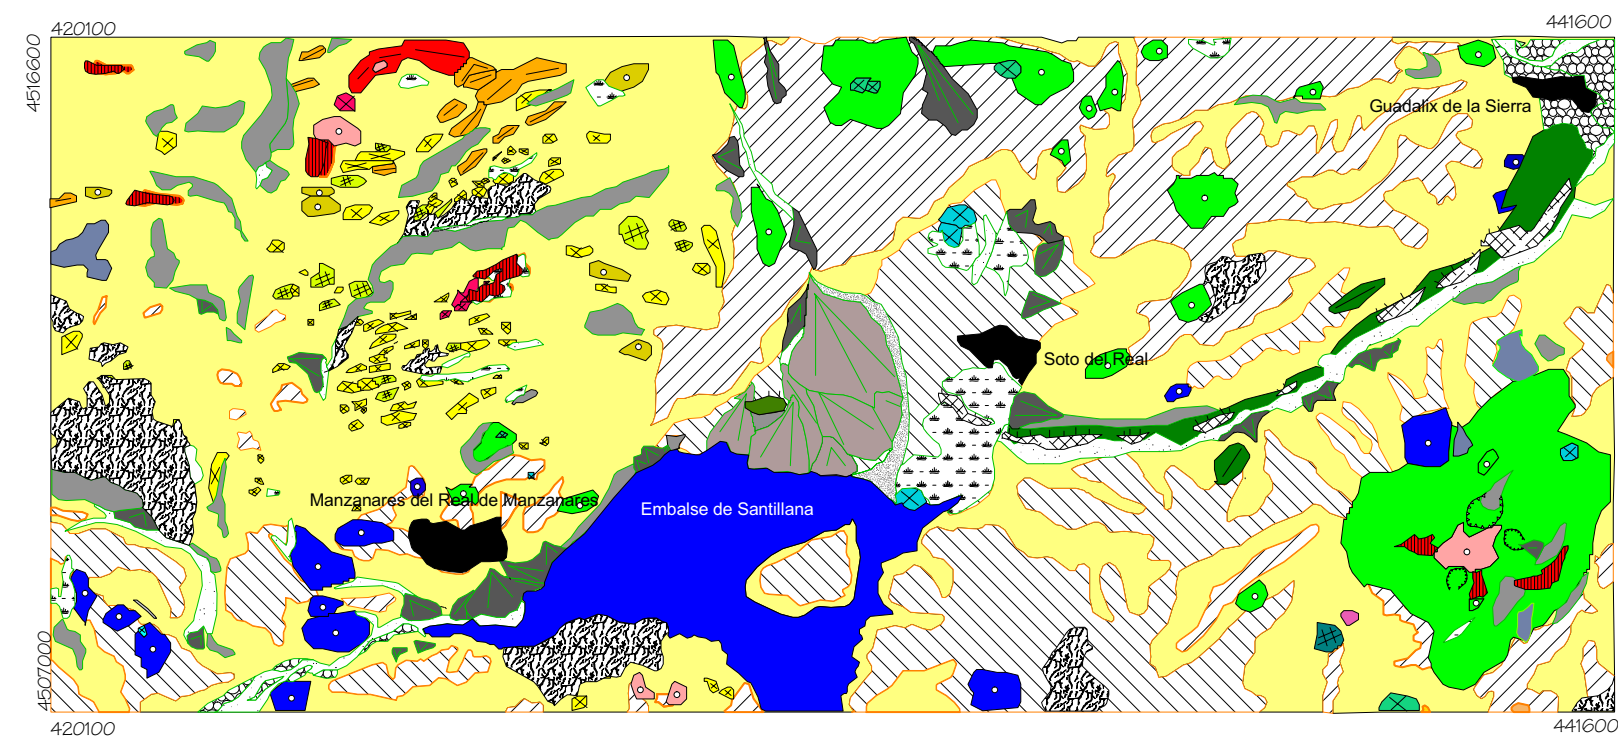 420100
441600
4516600
Guadalix de la Sierra
Soto del Real
Manzanares del Real de Manzanares
Embalse de Santillana
4507000
420100
441600